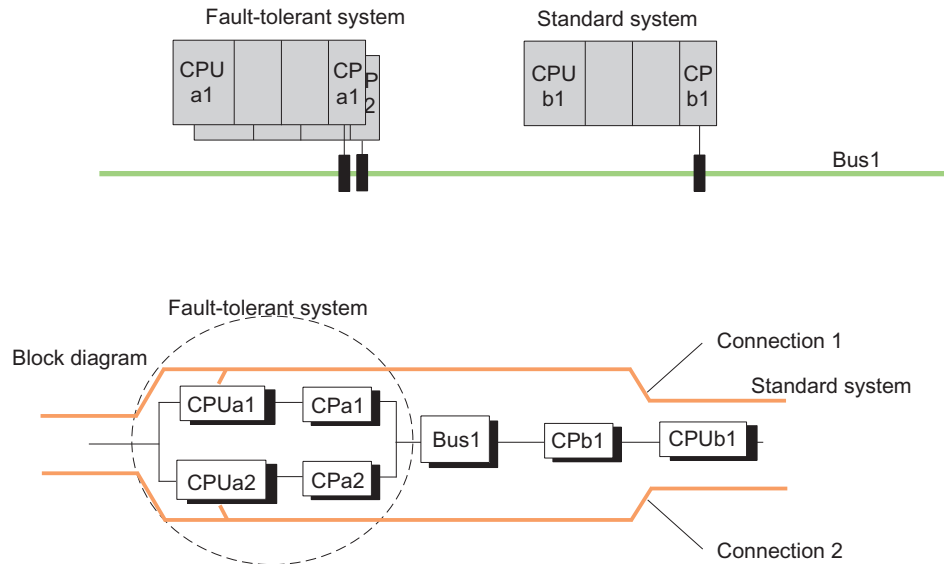 Fault-tolerant system
Standard system
CPU
a1
CP
a1
P
2
CPU
b1
CP
b1
Bus1
Fault-tolerant system
Block diagram
Connection 1
Standard system
CPUa1
CPa1
Bus1
CPb1
CPUb1
CPUa2
CPa2
Connection 2